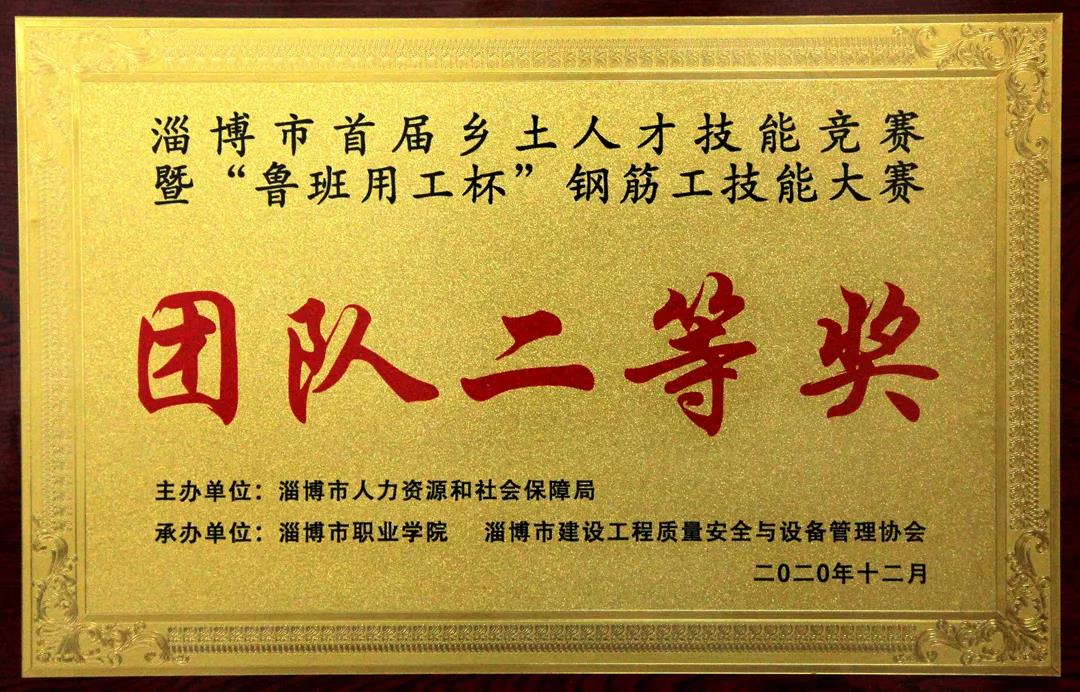 淄博市首届乡土人才技能竞赛
暨“鲁班用工杯”钢筋工技能大赛
团队二等奖
主办单位：淄博市人力资源和社会保障局
承办单位：淄博市职业学院 淄博市建设工程质量安全与设备管理协会
二0二0年十二月